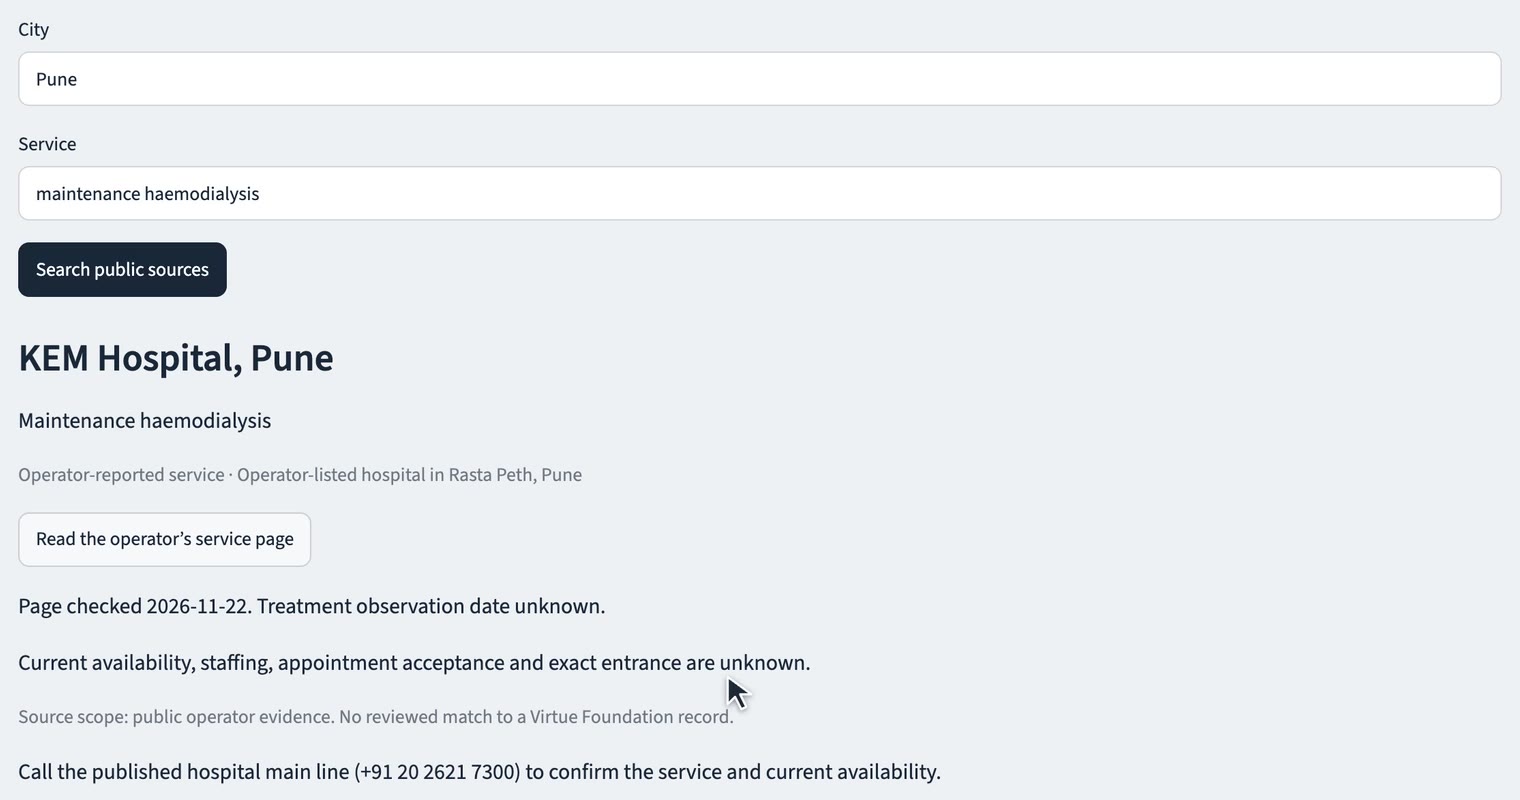 City
Pune
Service
maintenance haemodialysis
Search public sources
KEM Hospital, Pune
Maintenance haemodialysis
Operator-reported service · Operator-listed hospital in Rasta Peth, Pune
Read the operator’s service page
Page checked 2026-11-22. Treatment observation date unknown.
Current availability, staffing, appointment acceptance and exact entrance are unknown.
Source scope: public operator evidence. No reviewed match to a Virtue Foundation record.
Call the published hospital main line (+91 20 2621 7300) to confirm the service and current availability.